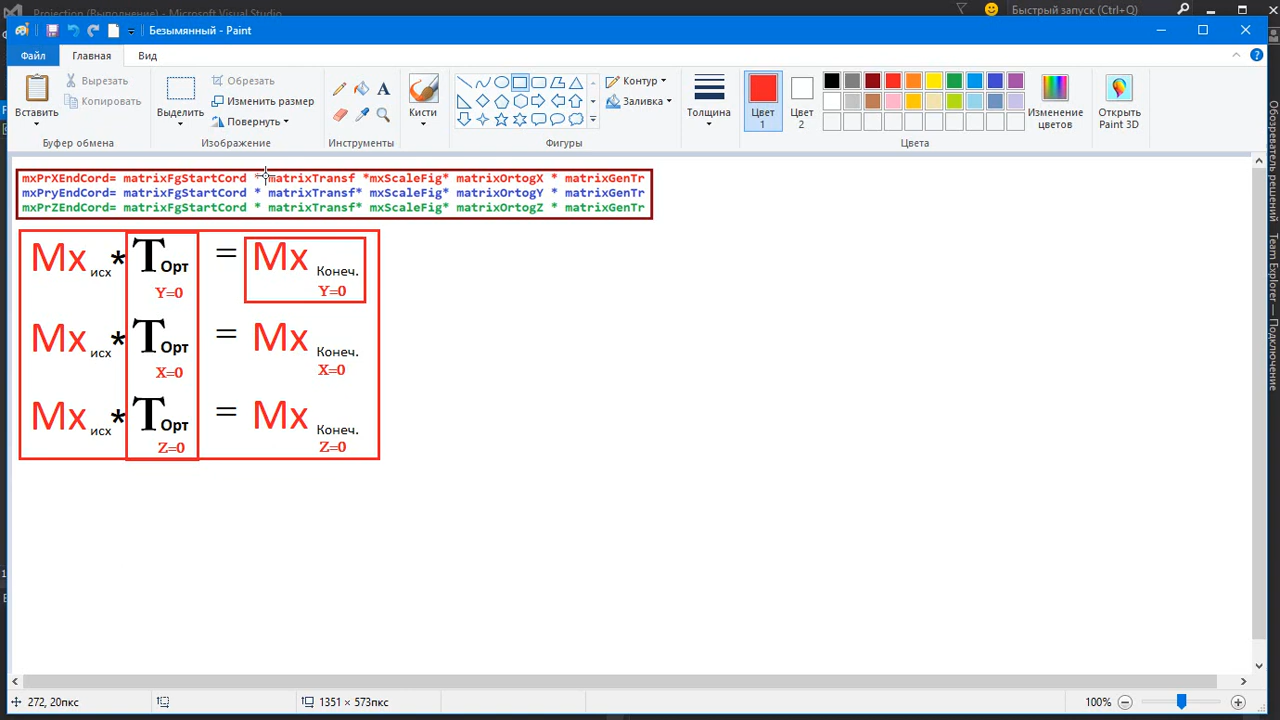 Projection (Выполнение) - Microsoft Visual Studio
Быстрый запуск (Ctrl+Q)
Безымянный - Paint
Файл
Главная
Вид
Вставить
Вырезать
Копировать
Буфер обмена
Выделить
Обрезать
Изменить размер
Повернуть
Изображение
Инструменты
Кисти
Контур
Заливка
Фигуры
Толщина
Цвет 1
Цвет 2
Цвета
Изменение цветов
Открыть Paint 3D
mxPrXEndCord= matrixFgStartCord * matrixTransf *mxScaleFig* matrixOrtogX * matrixGenTr
mxPryEndCord= matrixFgStartCord * matrixTransf* mxScaleFig* matrixOrtogY * matrixGenTr
mxPrZEndCord= matrixFgStartCord * matrixTransf* mxScaleFig* matrixOrtogZ * matrixGenTr
Mx исх * T Орт = Mx Конеч.
Y=0 Y=0
Mx исх * T Орт = Mx Конеч.
X=0 X=0
Mx исх * T Орт = Mx Конеч.
Z=0 Z=0
Обозреватель решений
Team Explorer — Подключение
272, 20пкс
1351 × 573пкс
100%